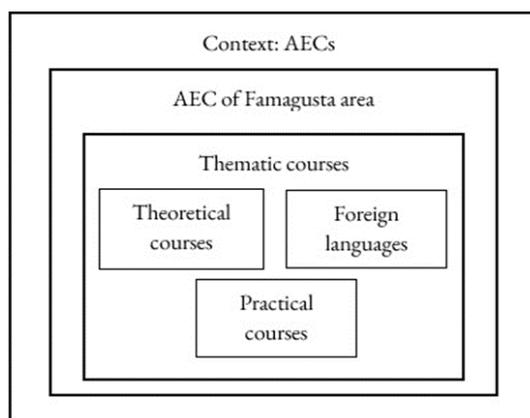 Context: AECs
AEC of Famagusta area
Thematic courses
Theoretical
courses
Foreign
languages
Practical
courses